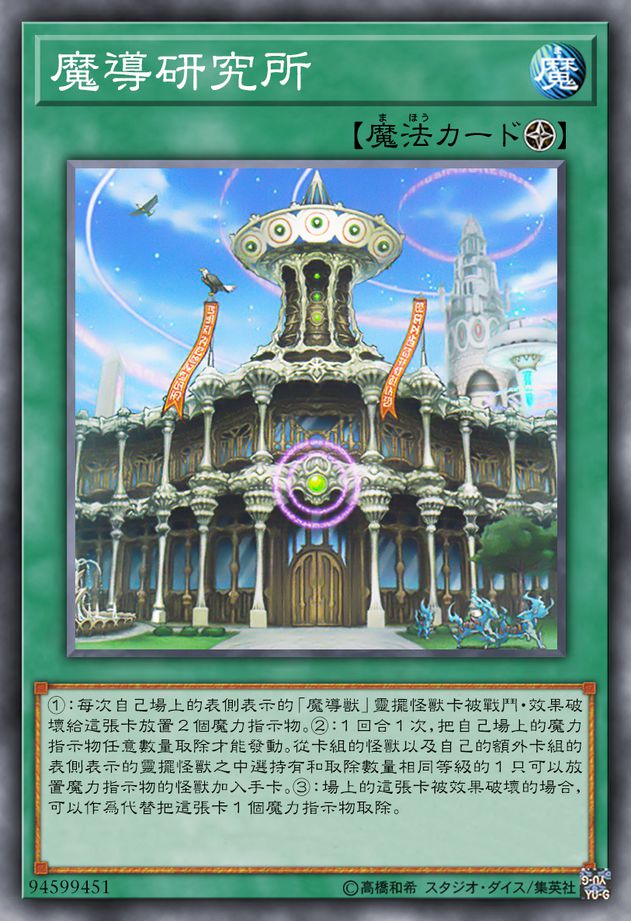 魔導研究所
魔
【魔法カード】
まほう
①:每次自己場上的表側表示的「魔導獸」靈擺怪獸卡被戰鬥·效果破
壞給這張卡放置2個魔力指示物。②:1回合1次,把自己場上的魔力
指示物任意數量取除才能發動。從卡組的怪獸以及自己的額外卡組的
表側表示的靈擺怪獸之中選持有和取除數量相同等級的1只可以放
置魔力指示物的怪獸加入手卡。③:場上的這張卡被效果破壞的場合,
可以作為代替把這張卡1個魔力指示物取除。
94599451
©高橋和希 スタジオ・ダイス/集英社
YU-G